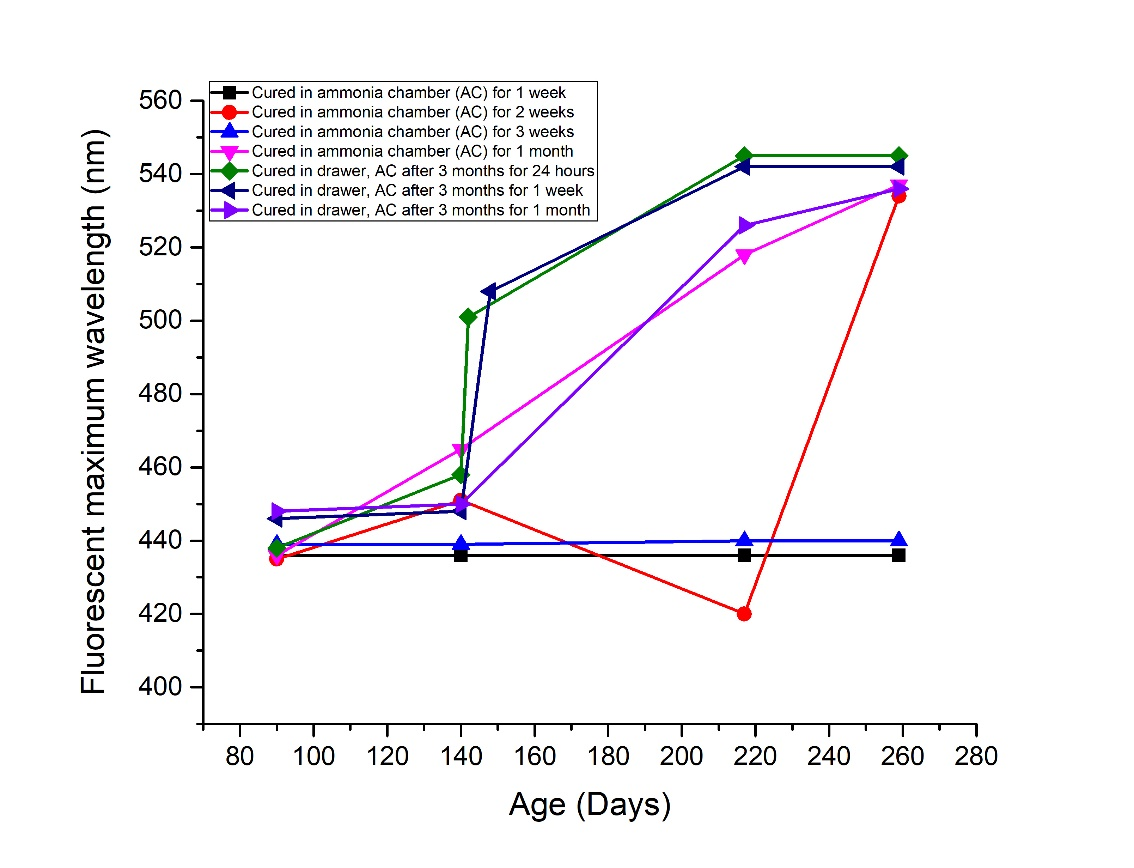 Cured in ammonia chamber (AC) for 1 week
Cured in ammonia chamber (AC) for 2 weeks
Cured in ammonia chamber (AC) for 3 weeks
Cured in ammonia chamber (AC) for 1 month
Cured in drawer, AC after 3 months for 24 hours
Cured in drawer, AC after 3 months for 1 week
Cured in drawer, AC after 3 months for 1 month
Fluorescent maximum wavelength (nm)
560
540
520
500
480
460
440
420
400
80 100 120 140 160 180 200 220 240 260 280
Age (Days)